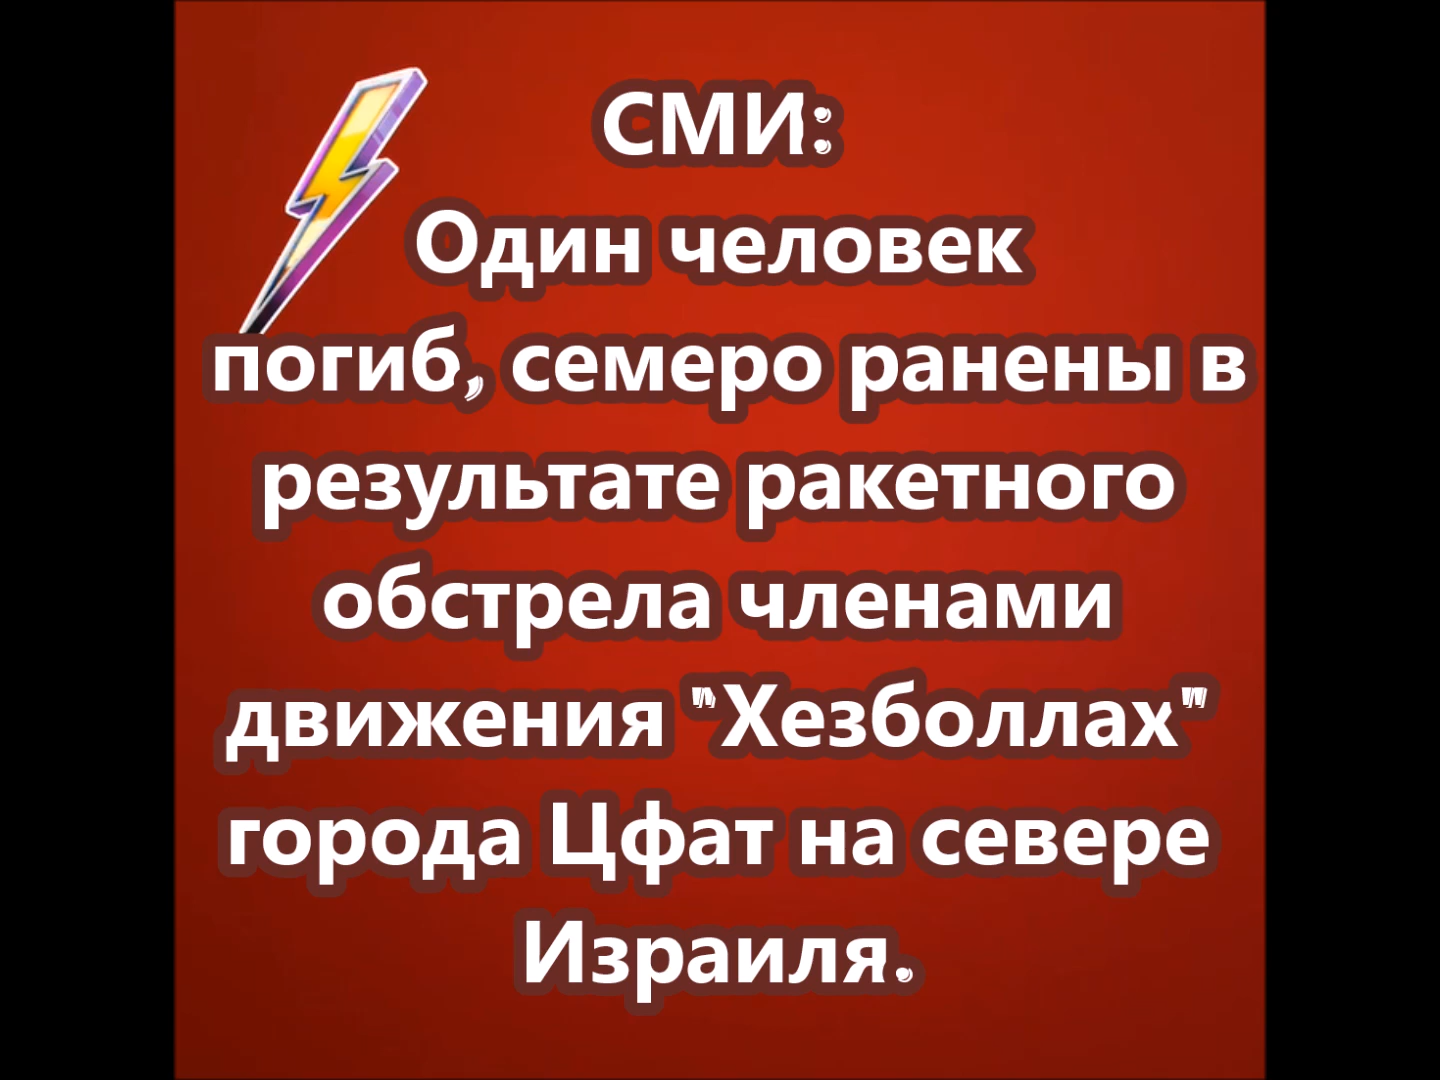 СМИ:
Один человек
погиб, семеро ранены в
результате ракетного
обстрела членами
движения "Хезболлах"
города Цфат на севере
Израиля.